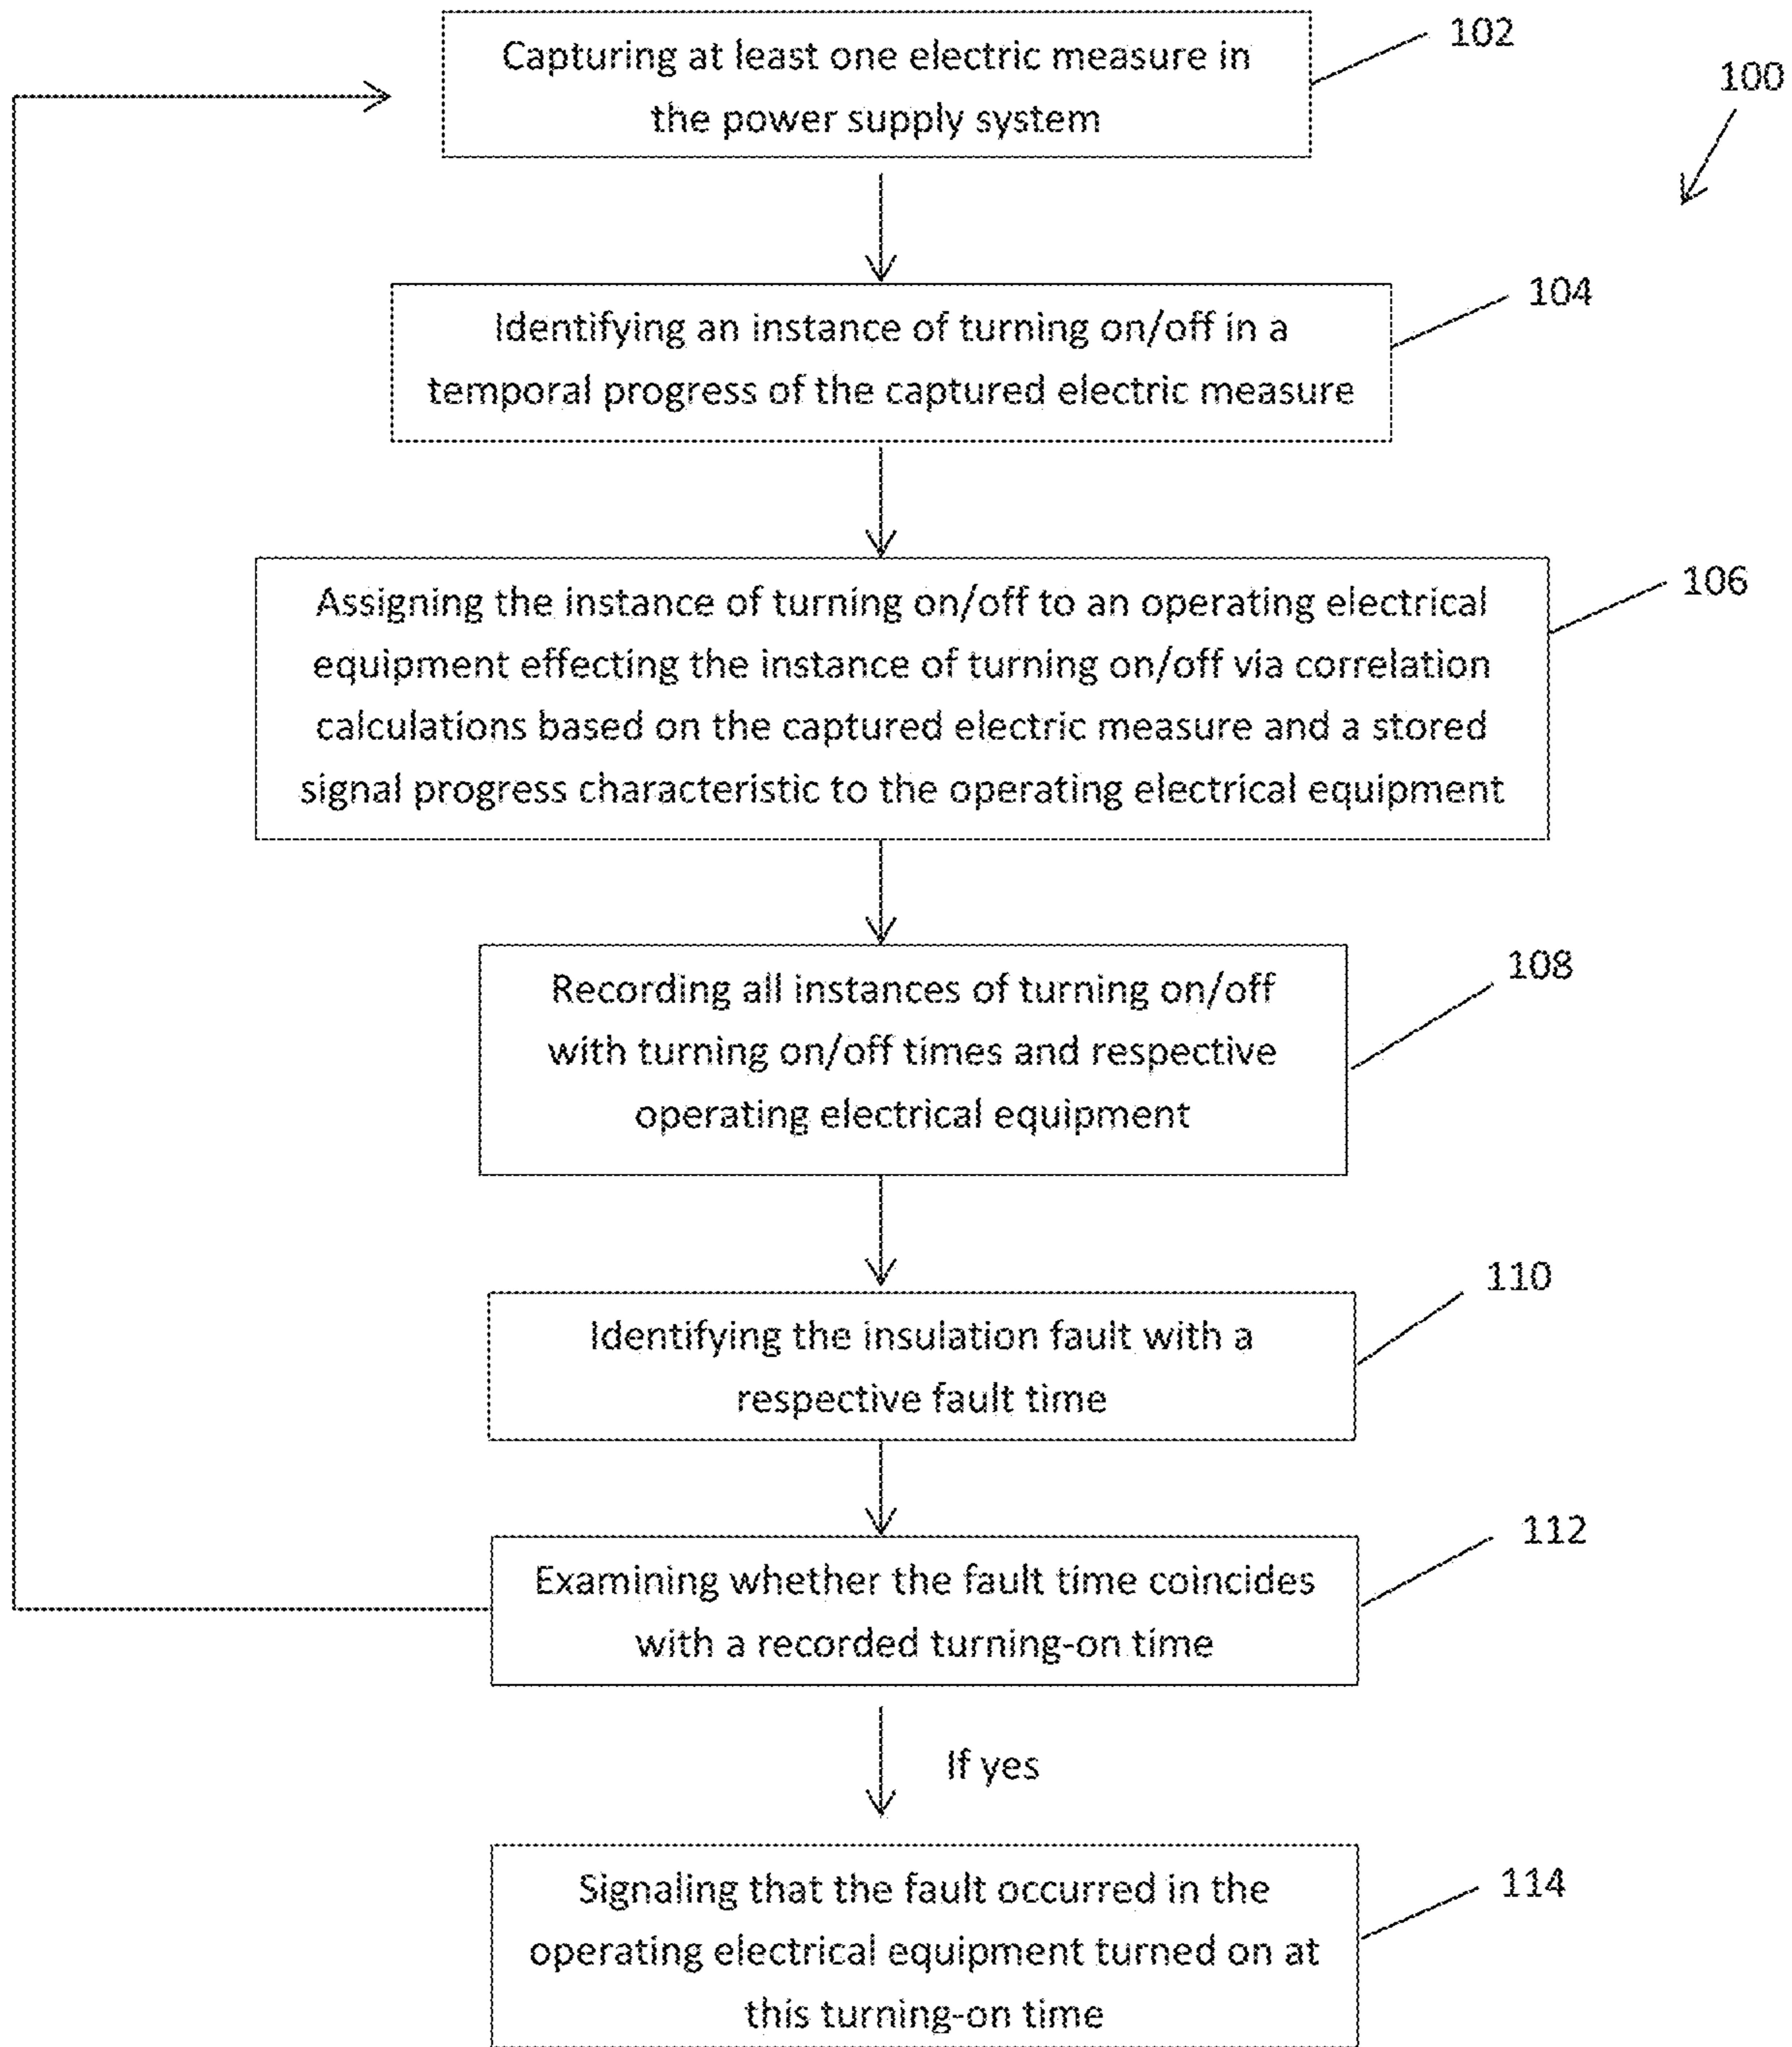 Capturing at least one electric measure in
the power supply system
102
100
Identifying an instance of turning on/off in a
temporal progress of the captured electric measure
104
Assigning the instance of turning on/off to an operating electrical
equipment effecting the instance of turning on/off via correlation
calculations based on the captured electric measure and a stored
signal progress characteristic to the operating electrical equipment
106
Recording all instances of turning on/off
with turning on/off times and respective
operating electrical equipment
108
Identifying the insulation fault with a
respective fault time
110
Examining whether the fault time coincides
with a recorded turning-on time
112
If yes
Signaling that the fault occurred in the
operating electrical equipment turned on at
this turning-on time
114